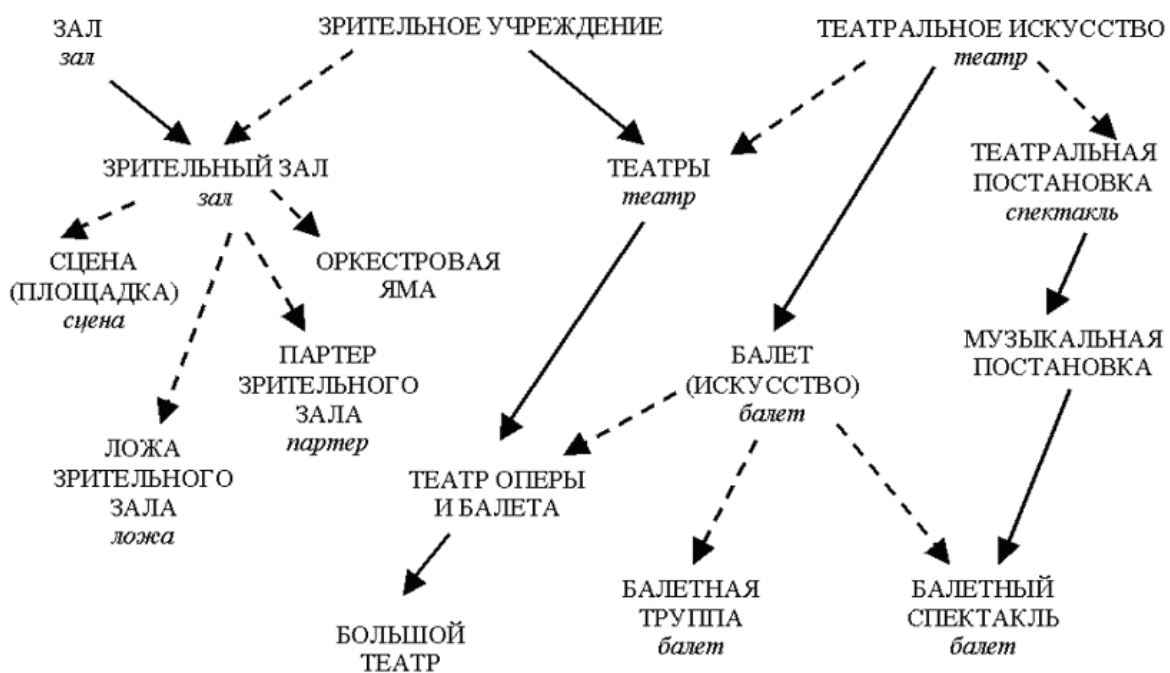 ЗАЛ
зал
ЗРИТЕЛЬНОЕ УЧРЕЖДЕНИЕ
ТЕАТРАЛЬНОЕ ИСКУССТВО
театр
ЗРИТЕЛЬНЫЙ ЗАЛ
зал
ТЕАТРЫ
театр
ТЕАТРАЛЬНАЯ
ПОСТАНОВКА
спектакль
СЦЕНА
(ПЛОЩАДКА)
сцена
ОРКЕСТРОВАЯ
ЯМА
ПАРТЕР
ЗРИТЕЛЬНОГО
ЗАЛА
партер
БАЛЕТ
(ИСКУССТВО)
балет
МУЗЫКАЛЬНАЯ
ПОСТАНОВКА
ЛОЖА
ЗРИТЕЛЬНОГО
ЗАЛА
ложа
ТЕАТР ОПЕРЫ
И БАЛЕТА
БОЛЬШОЙ
ТЕАТР
БАЛЕТНАЯ
ТРУППА
балет
БАЛЕТНЫЙ
СПЕКТАКЛЬ
балет